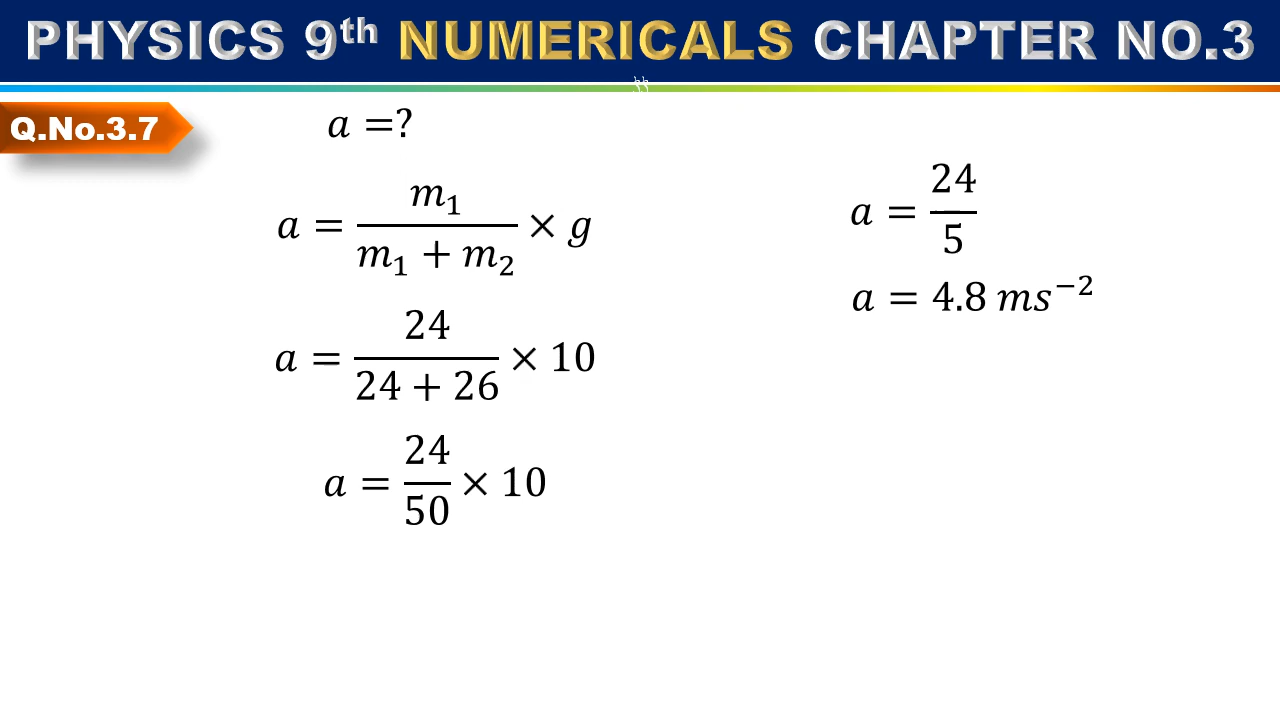 PHYSICS 9th NUMERICALS CHAPTER NO.3
Q.No.3.7
a =?
a = m₁ / (m₁ + m₂) × g
a = 24 / (24 + 26) × 10
a = 24/50 × 10
a = 24/5
a = 4.8 ms⁻²